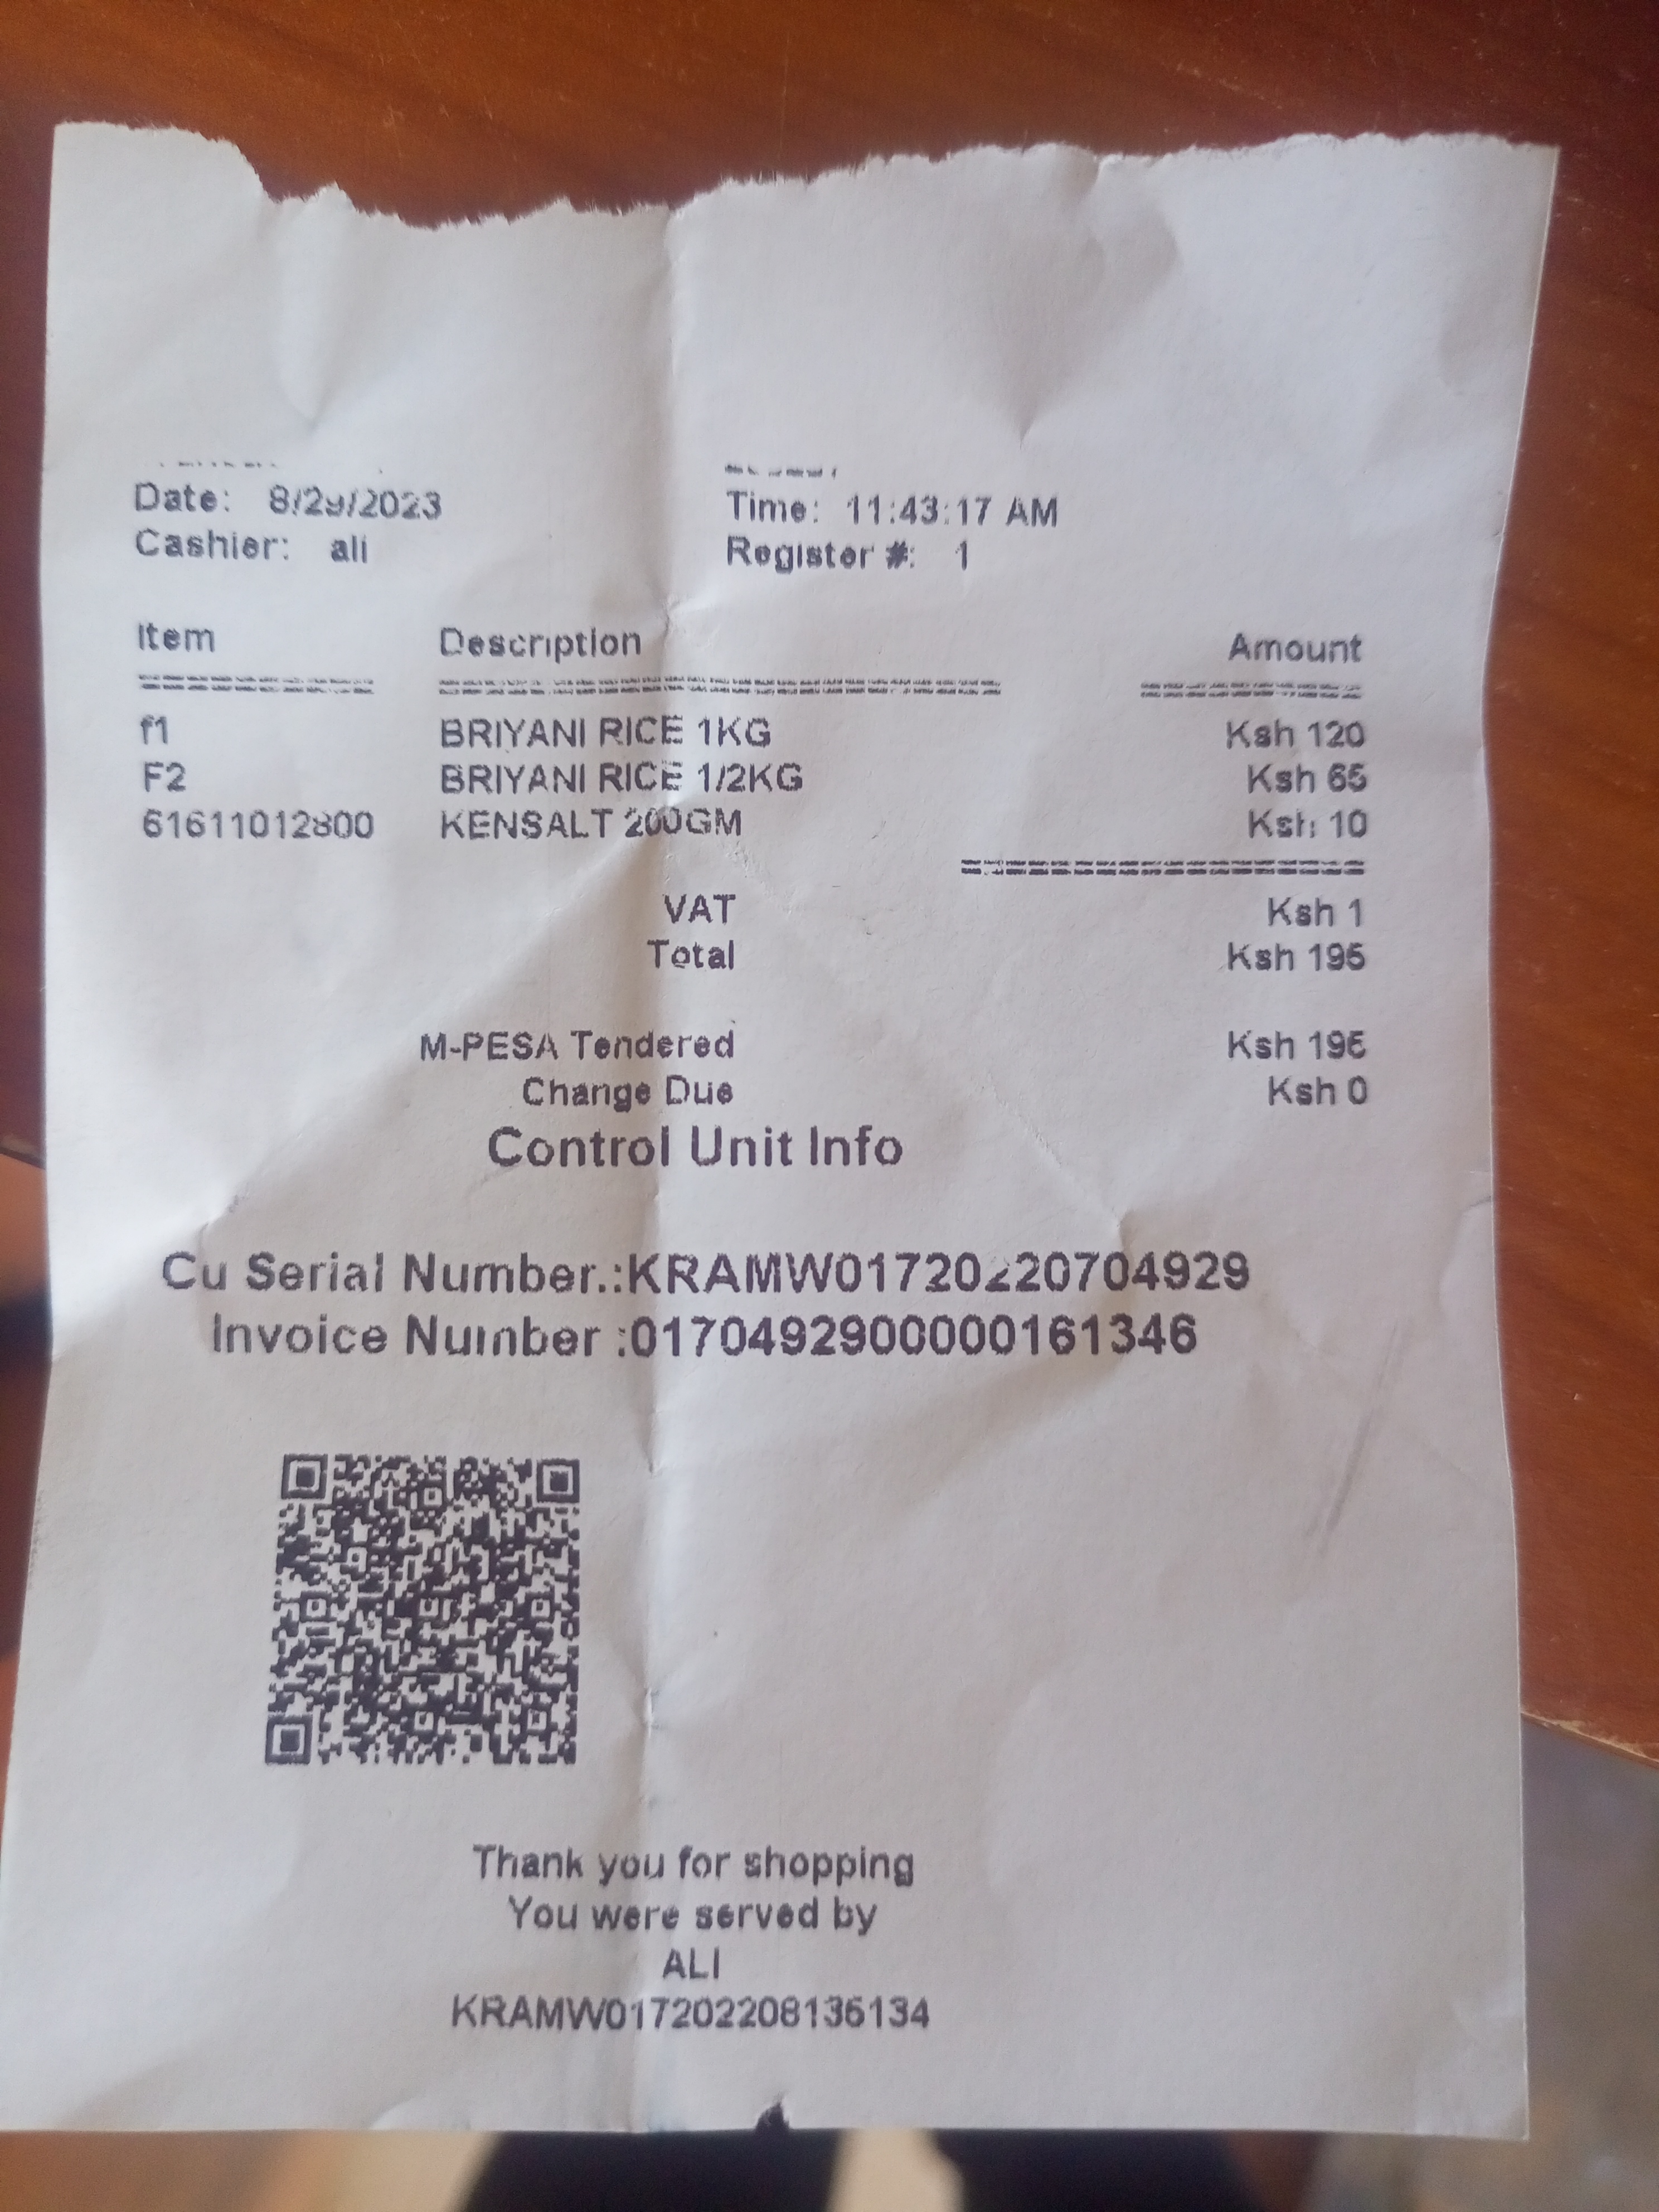 Date: 8/29/2023 Time: 11:43:17 AM
Cashier: ali Register #: 1
Item Description Amount
f1 BRIYANI RICE 1KG Ksh 120
F2 BRIYANI RICE 1/2KG Ksh 65
61611012800 KENSALT 200GM Ksh 10
VAT Ksh 1
Total Ksh 195
M-PESA Tendered Ksh 195
Change Due Ksh 0
Control Unit Info
Cu Serial Number.:KRAMW01720220704929
Invoice Number :0170492900000161346
Thank you for shopping
You were served by
ALI
KRAMW017202208136134